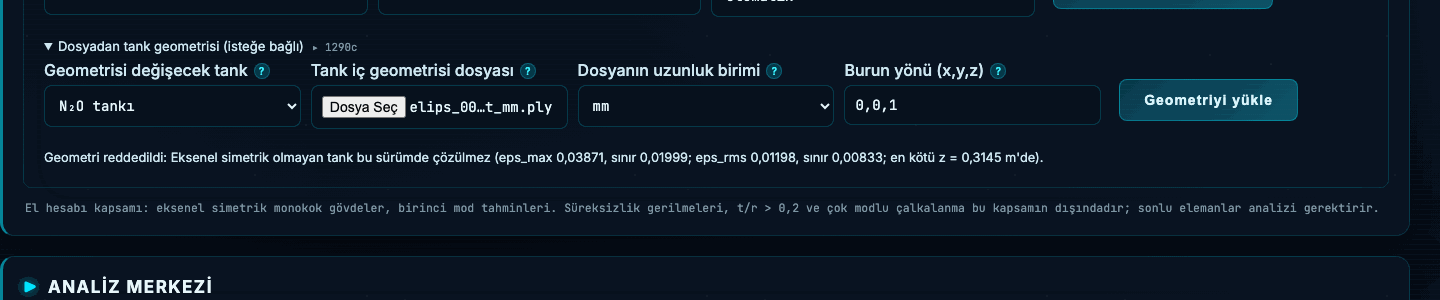 ▼ Dosyadan tank geometrisi (isteğe bağlı) ▸ 1290c
Geometrisi değişecek tank ? Tank iç geometrisi dosyası ? Dosyanın uzunluk birimi ? Burun yönü (x,y,z) ?
N₂O tankı Dosya Seç elips_00…t_mm.ply mm 0,0,1 Geometriyi yükle
Geometri reddedildi: Eksenel simetrik olmayan tank bu sürümde çözülmez (eps_max 0,03871, sınır 0,01999; eps_rms 0,01198, sınır 0,00833; en kötü z = 0,3145 m'de).
El hesabı kapsamı: eksenel simetrik monokok gövdeler, birinci mod tahminleri. Süreksizlik gerilmeleri, t/r > 0,2 ve çok modlu çalkalanma bu kapsamın dışındadır; sonlu elemanlar analizi gerektirir.
ANALİZ MERKEZİ